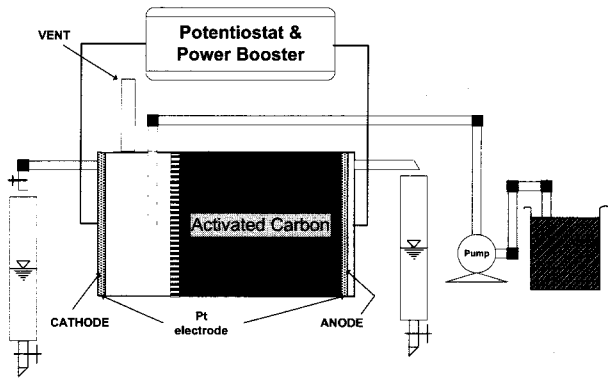 VENT
Potentiostat &
Power Booster
Activated Carbon
Pump
CATHODE
Pt
electrode
ANODE